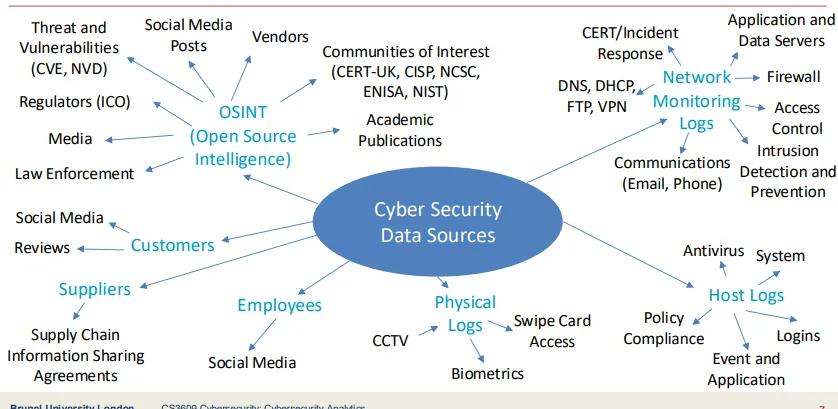 Threat and
Vulnerabilities
(CVE, NVD)
Social Media
Posts
Vendors
Communities of Interest
(CERT-UK, CISP, NCSC,
ENISA, NIST)
Regulators (ICO)
OSINT
(Open Source
Intelligence)
Academic
Publications
Media
Law Enforcement
CERT/Incident
Response
Application and
Data Servers
DNS, DHCP,
FTP, VPN
Network
Monitoring
Logs
Firewall
Access
Control
Intrusion
Detection and
Prevention
Communications
(Email, Phone)
Cyber Security
Data Sources
Social Media
Reviews
Customers
Suppliers
Supply Chain
Information Sharing
Agreements
Employees
Social Media
Physical
Logs
CCTV
Swipe Card
Access
Biometrics
Antivirus
System
Host Logs
Policy
Compliance
Logins
Event and
Application
Brunel University London
CS3609 Cybersecurity: Cybersecurity Analytics
7